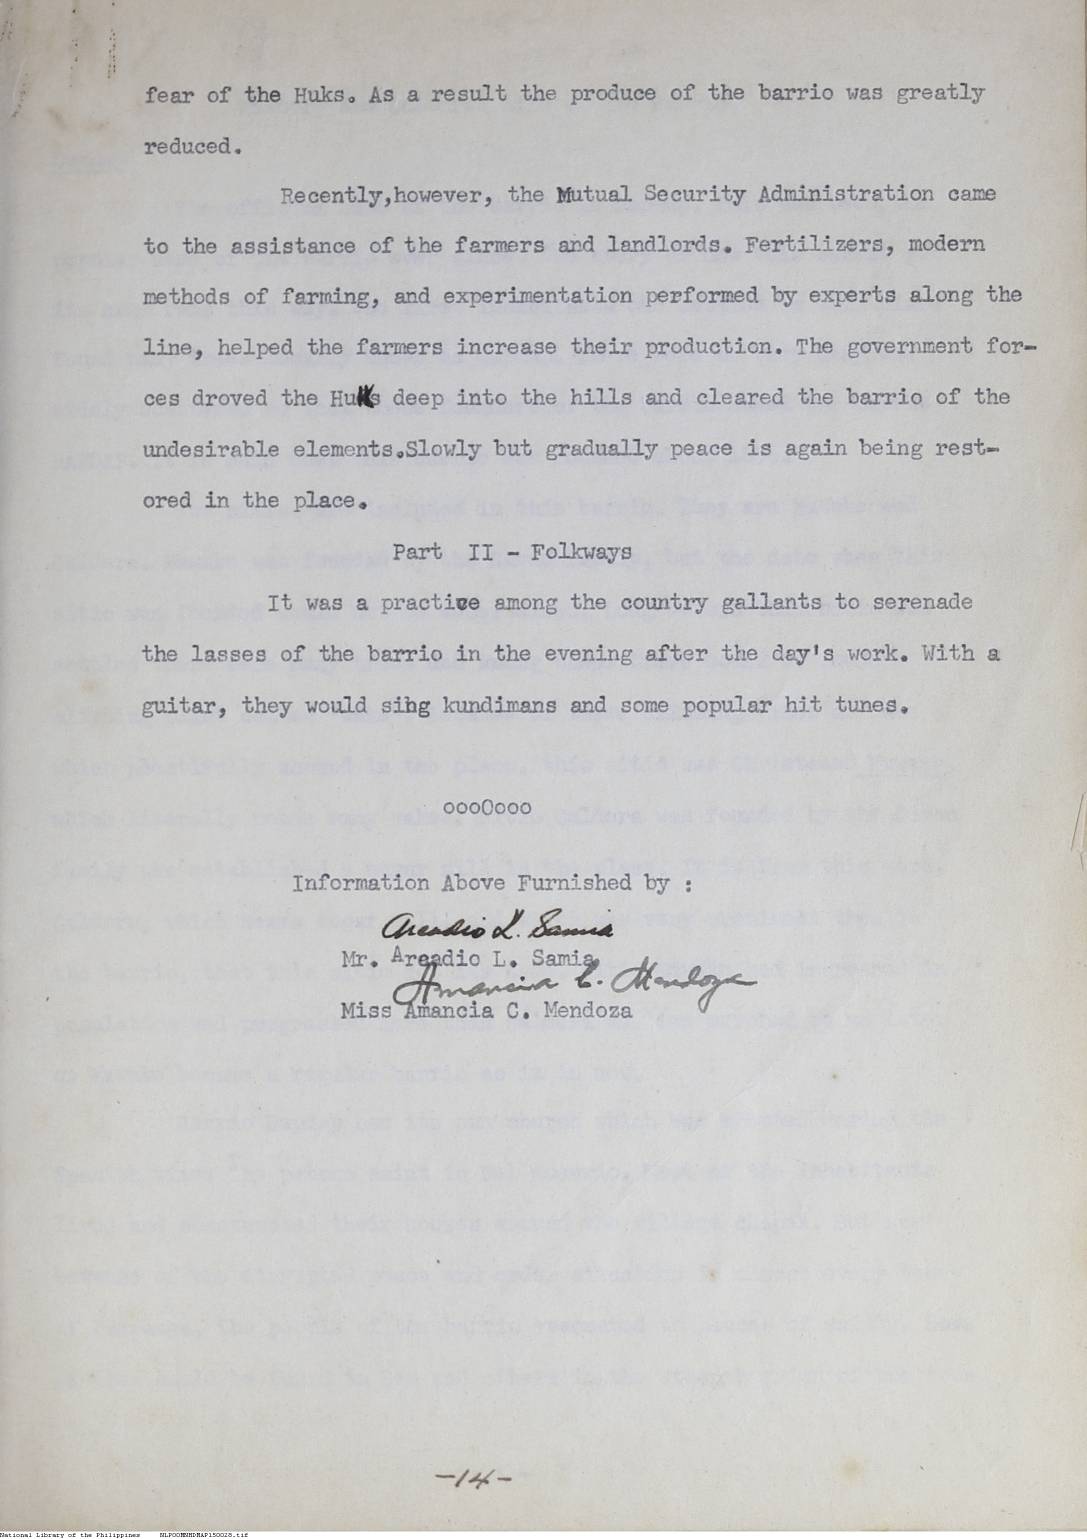 fear of the Huks. As a result the produce of the barrio was greatly
reduced.
Recently,however, the Mutual Security Administration came
to the assistance of the farmers and landlords. Fertilizers, modern
methods of farming, and experimentation performed by experts along the
line, helped the farmers increase their production. The government for-
ces droved the Huks deep into the hills and cleared the barrio of the
undesirable elements.Slowly but gradually peace is again being rest-
ored in the place.
Part II - Folkways
It was a practice among the country gallants to serenade
the lasses of the barrio in the evening after the day's work. With a
guitar, they would sing kundimans and some popular hit tunes.
oooOooo
Information Above Furnished by :
Arcadio L. Samia
Mr. Arcadio L. Samia
Amancia C. Mendoza
Miss Amancia C. Mendoza
-14-
National Library of the Philippines NLPOOMNHDMAP150028.tif